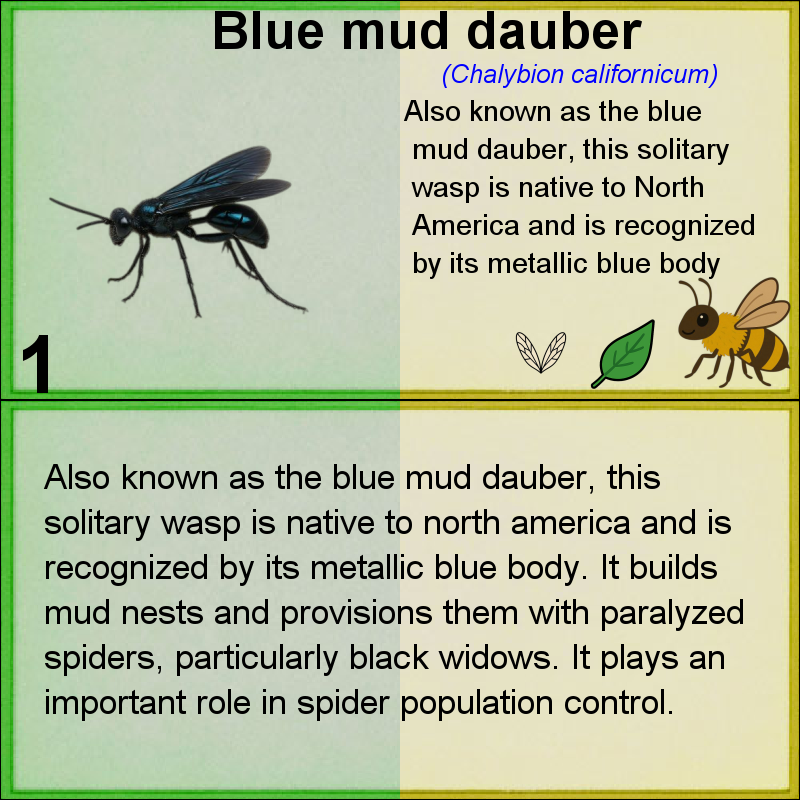 Blue mud dauber
(Chalybion californicum)
Also known as the blue
mud dauber, this solitary
wasp is native to North
America and is recognized
by its metallic blue body
1
Also known as the blue mud dauber, this
solitary wasp is native to north america and is
recognized by its metallic blue body. It builds
mud nests and provisions them with paralyzed
spiders, particularly black widows. It plays an
important role in spider population control.